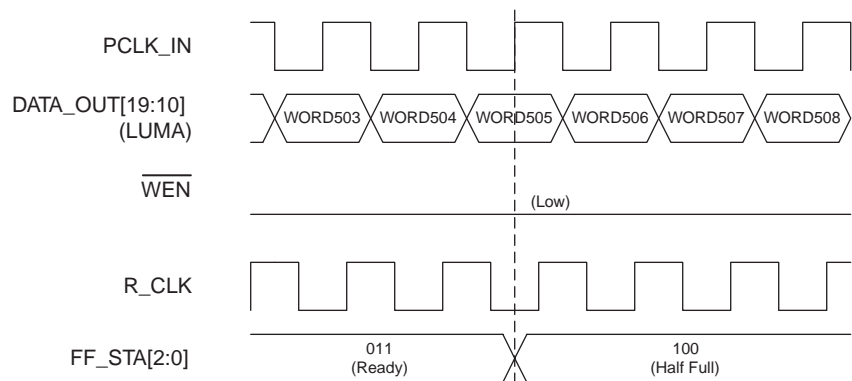 PCLK_IN
DATA_OUT[19:10]
(LUMA)
WORD503 WORD504 WORD505 WORD506 WORD507 WORD508
WEN
(Low)
R_CLK
FF_STA[2:0]
011
(Ready)
100
(Half Full)